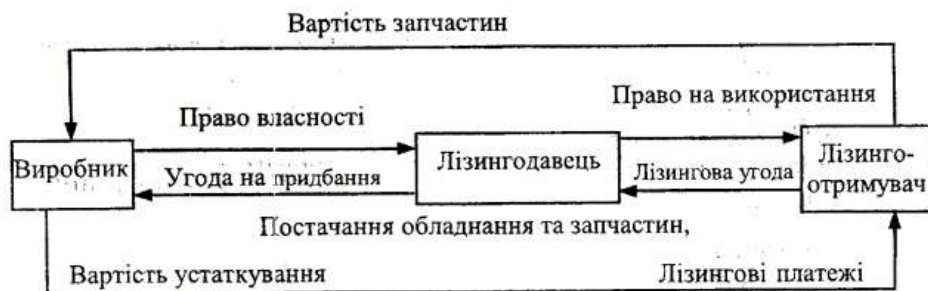 Вартість запчастин
Право на використання
Право власності
Виробник
Лізингодавець
Лізинго-
отримувач
Угода на придбання
Лізингова угода
Постачання обладнання та запчастин,
Вартість устаткування
Лізингові платежі